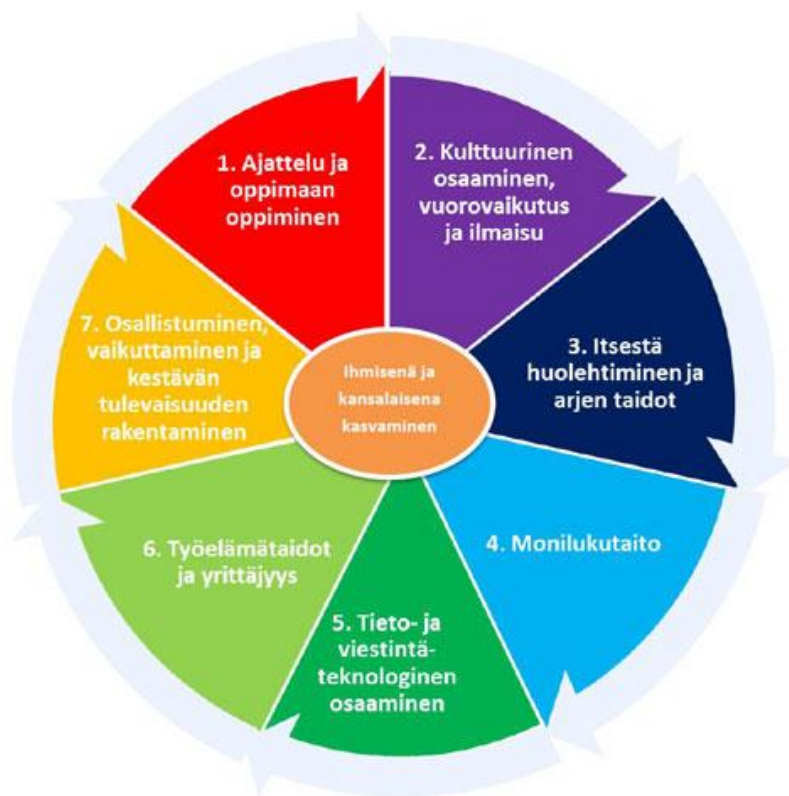 1. Ajattelu ja
oppimaan
oppiminen
2. Kulttuurinen
osaaminen,
vuorovaikutus
ja ilmaisu
3. Itsestä
huolehtiminen ja
arjen taidot
4. Monilukutaito
5. Tieto- ja
viestintä-
teknologinen
osaaminen
6. Työelämätaidot
ja yrittäjyys
7. Osallistuminen,
vaikuttaminen ja
kestävän
tulevaisuuden
rakentaminen
Ihmisenä ja
kansalaisena
kasvaminen